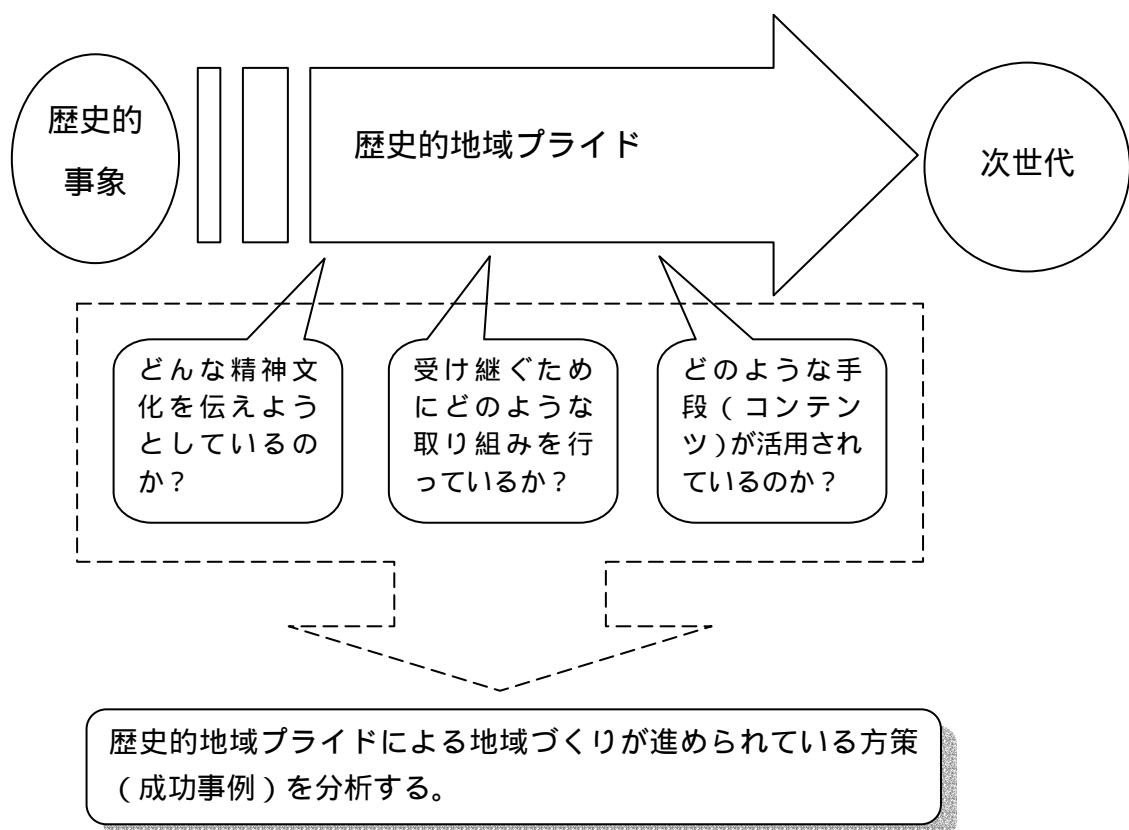 歴史的
事象
歴史的地域プライド
次世代
どんな精神文
化を伝えよう
としているの
か？
受け継ぐため
にどのような
取り組みを行
っているか？
どのような手
段（コンテン
ツ）が活用され
ているのか？
歴史的地域プライドによる地域づくりが進められている方策
（成功事例）を分析する。